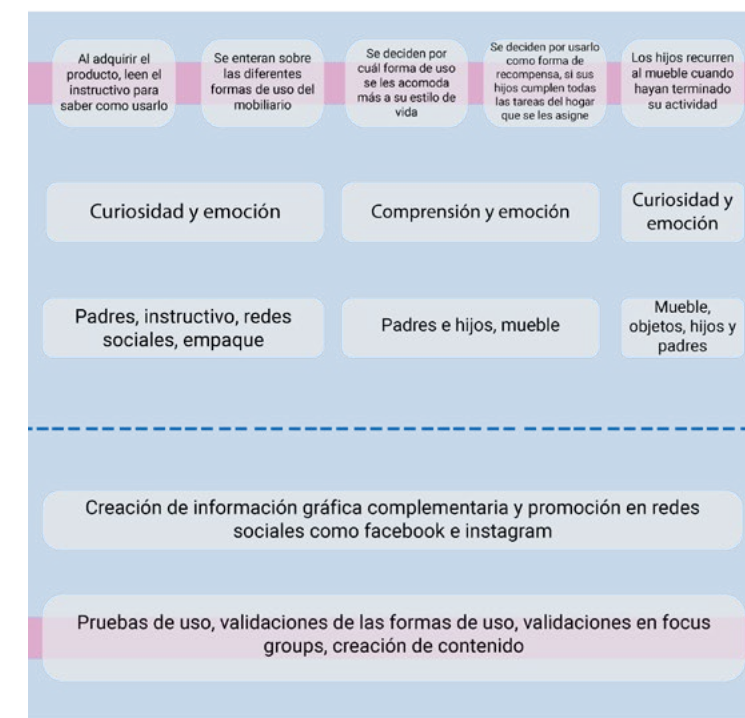 Al adquirir el
producto, leen el
instructivo para
saber como usarlo
Se enteran sobre
las diferentes
formas de uso del
mobiliario
Se deciden por
cuál forma de uso
se les acomoda
más a su estilo de
vida
Se deciden por usarlo
como forma de
recompensa, si sus
hijos cumplen todas
las tareas del hogar
que se les asigne
Los hijos recurren
al mueble cuando
hayan terminado
su actividad
Curiosidad y emoción
Comprensión y emoción
Curiosidad y
emoción
Padres, instructivo, redes
sociales, empaque
Padres e hijos, mueble
Mueble,
objetos, hijos y
padres
Creación de información gráfica complementaria y promoción en redes
sociales como facebook e instagram
Pruebas de uso, validaciones de las formas de uso, validaciones en focus
groups, creación de contenido